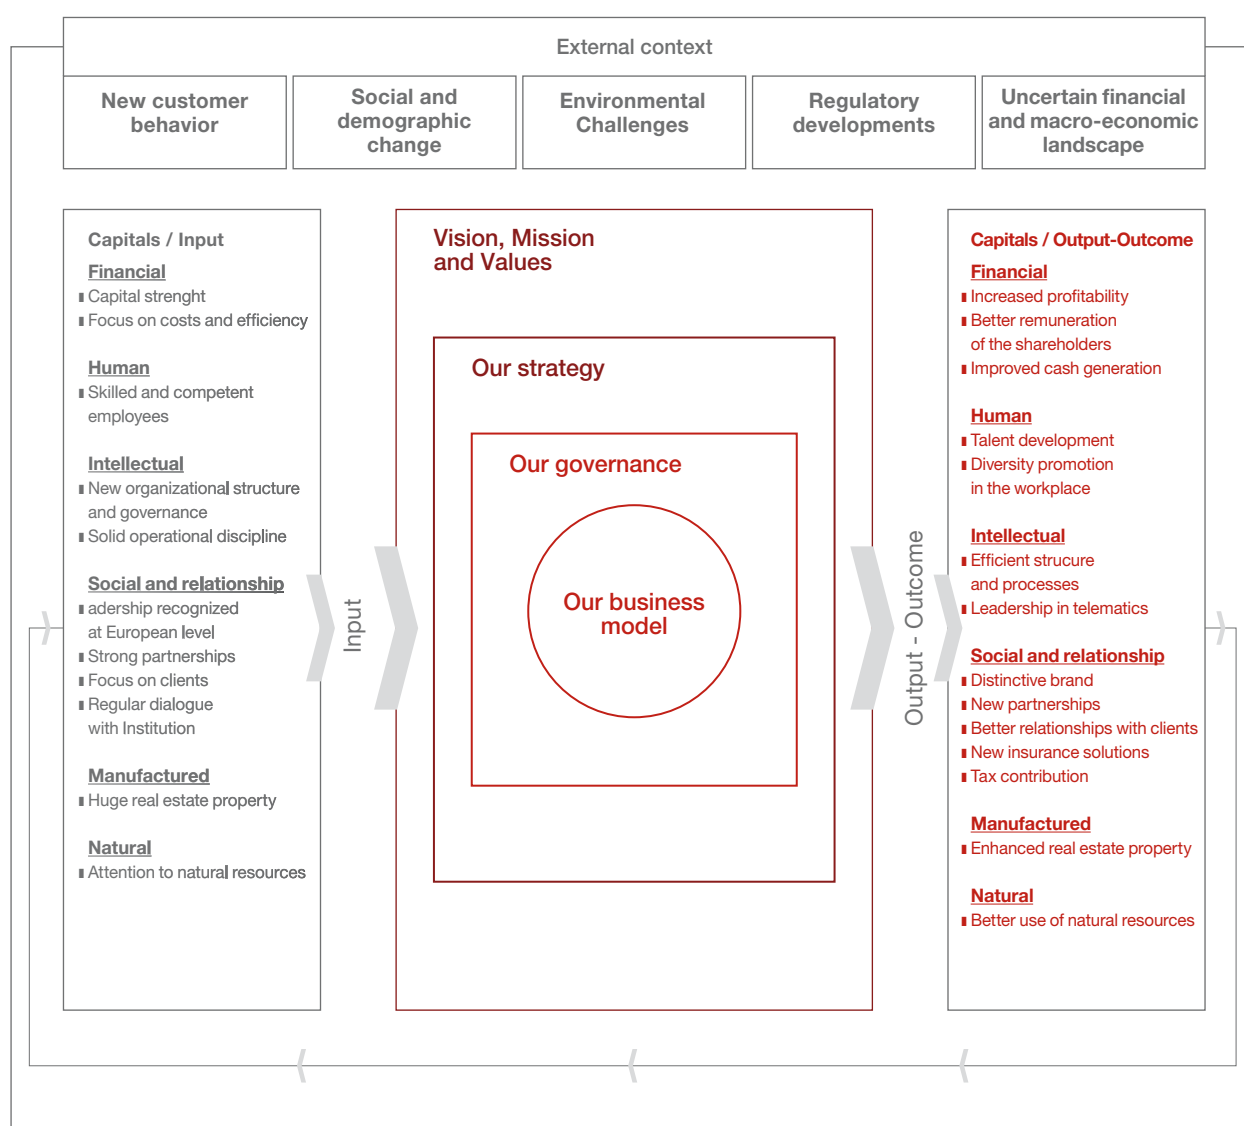 External context
New customer
behavior
Social and
demographic
change
Environmental
Challenges
Regulatory
developments
Uncertain financial
and macro-economic
landscape
Capitals / Input
Financial
Capital strenght
Focus on costs and efficiency
Human
Skilled and competent
employees
Intellectual
New organizational structure
and governance
Solid operational discipline
Social and relationship
adership recognized
at European level
Strong partnerships
Focus on clients
Regular dialogue
with Institution
Manufactured
Huge real estate property
Natural
Attention to natural resources
Input
Vision, Mission
and Values
Our strategy
Our governance
Our business
model
Output - Outcome
Capitals / Output-Outcome
Financial
Increased profitability
Better remuneration
of the shareholders
Improved cash generation
Human
Talent development
Diversity promotion
in the workplace
Intellectual
Efficient strucure
and processes
Leadership in telematics
Social and relationship
Distinctive brand
New partnerships
Better relationships with clients
New insurance solutions
Tax contribution
Manufactured
Enhanced real estate property
Natural
Better use of natural resources